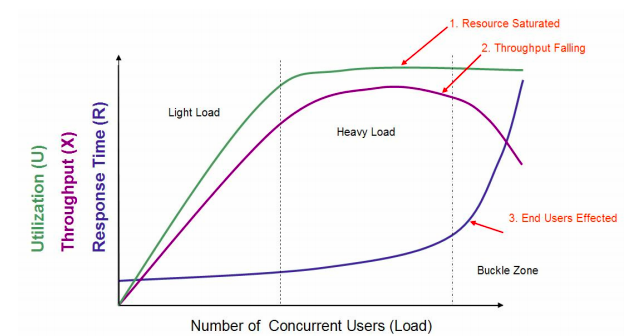 1. Resource Saturated
2. Throughput Falling
Light Load
Heavy Load
Utilization (U)
Throughput (X)
Response Time (R)
3. End Users Effected
Buckle Zone
Number of Concurrent Users (Load)